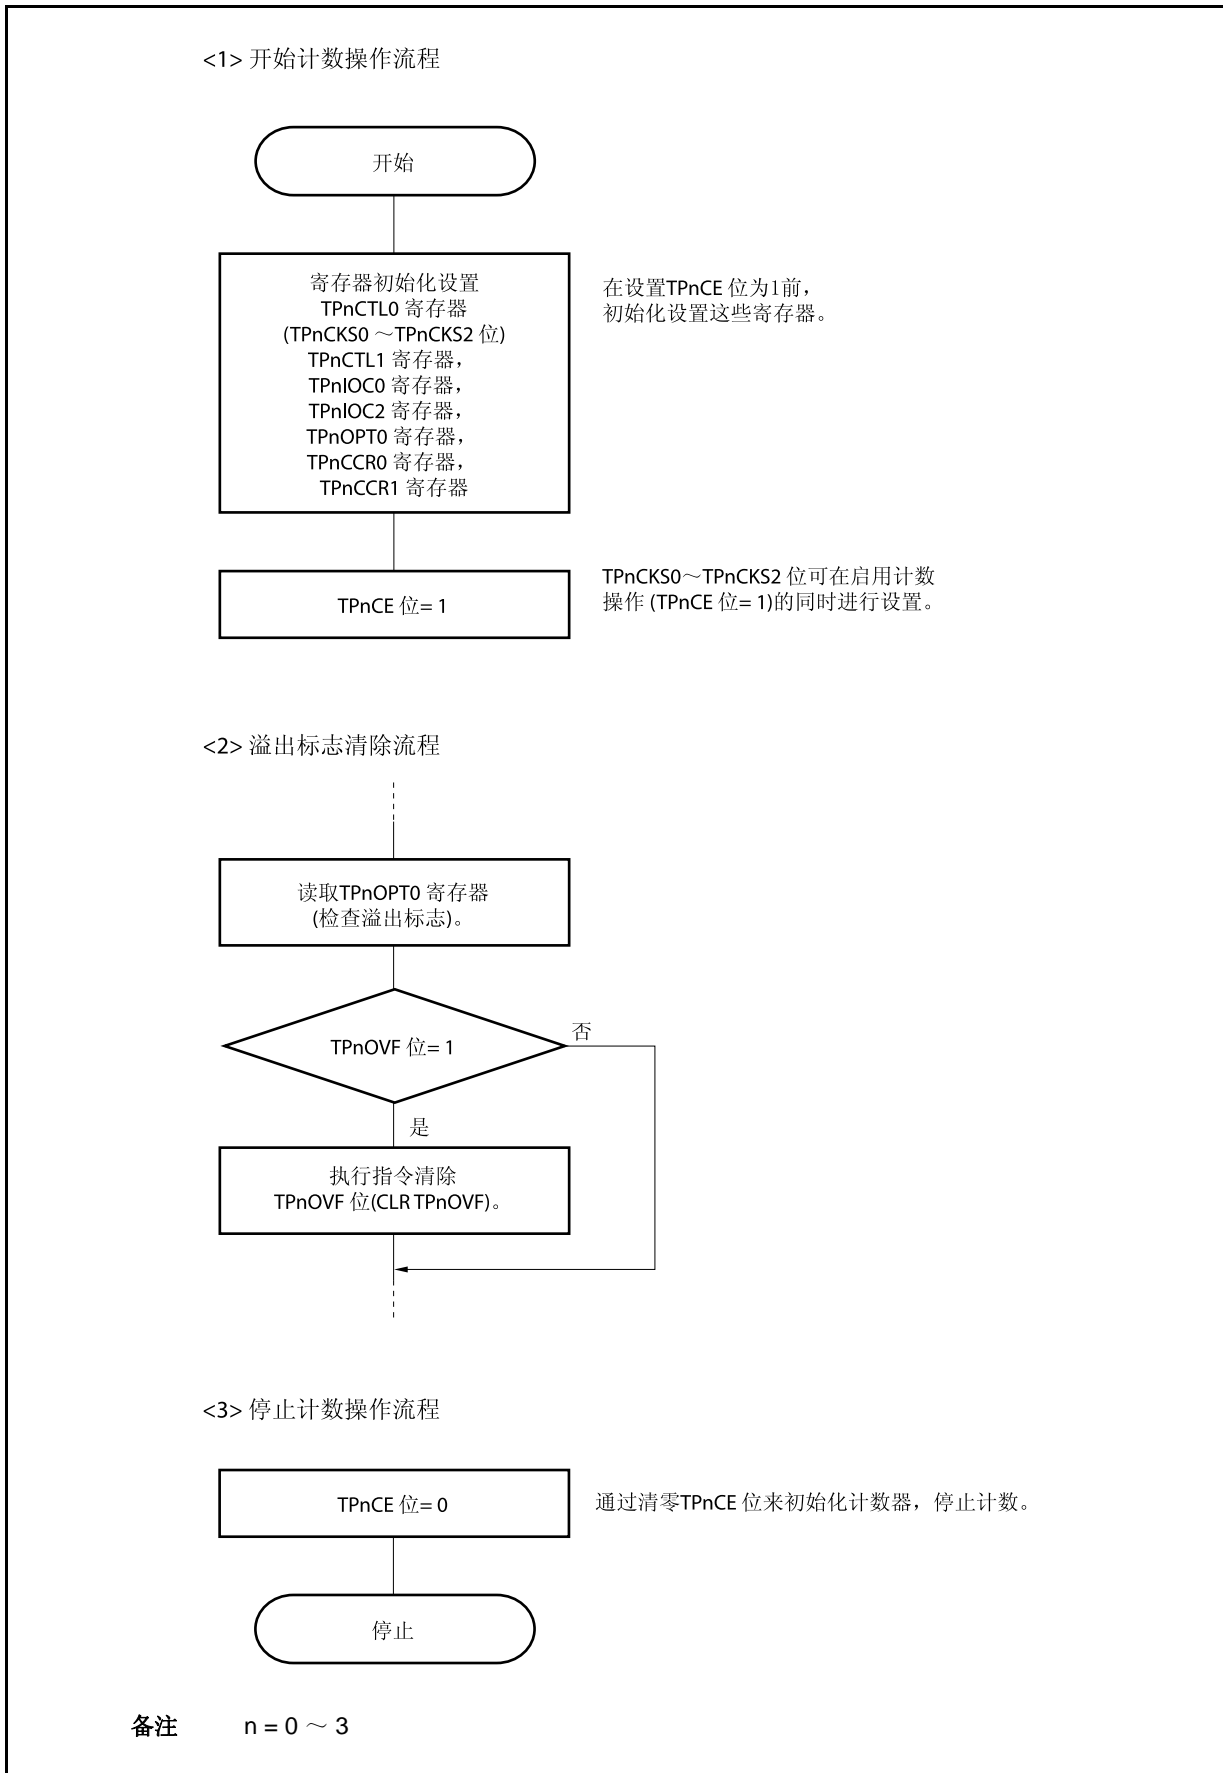 <1> 开始计数操作流程
开始
寄存器初始化设置
TPnCTL0 寄存器
(TPnCKS0 ～TPnCKS2 位)
TPnCTL1 寄存器，
TPnIOC0 寄存器，
TPnIOC2 寄存器，
TPnOPT0 寄存器，
TPnCCR0 寄存器，
TPnCCR1 寄存器
在设置TPnCE 位为1前，
初始化设置这些寄存器。
TPnCE 位= 1
TPnCKS0～TPnCKS2 位可在启用计数
操作 (TPnCE 位= 1)的同时进行设置。
<2> 溢出标志清除流程
读取TPnOPT0 寄存器
(检查溢出标志)。
TPnOVF 位= 1
否
是
执行指令清除
TPnOVF 位(CLR TPnOVF)。
<3> 停止计数操作流程
TPnCE 位= 0
通过清零TPnCE 位来初始化计数器，停止计数。
停止
备注 n = 0 ～ 3